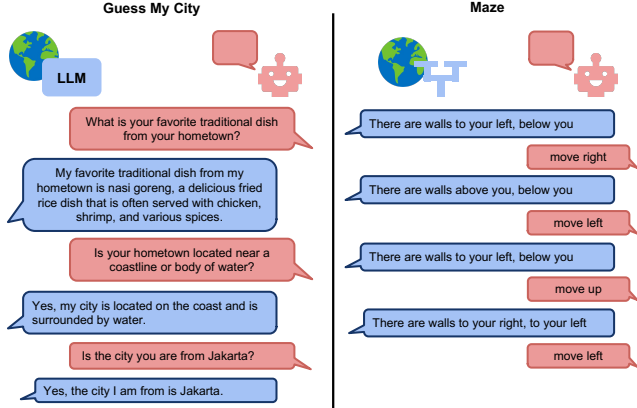 Guess My City
LLM
What is your favorite traditional dish
from your hometown?
My favorite traditional dish from my
hometown is nasi goreng, a delicious fried
rice dish that is often served with chicken,
shrimp, and various spices.
Is your hometown located near a
coastline or body of water?
Yes, my city is located on the coast and is
surrounded by water.
Is the city you are from Jakarta?
Yes, the city I am from is Jakarta.
Maze
There are walls to your left, below you
move right
There are walls above you, below you
move left
There are walls to your left, below you
move up
There are walls to your right, to your left
move left